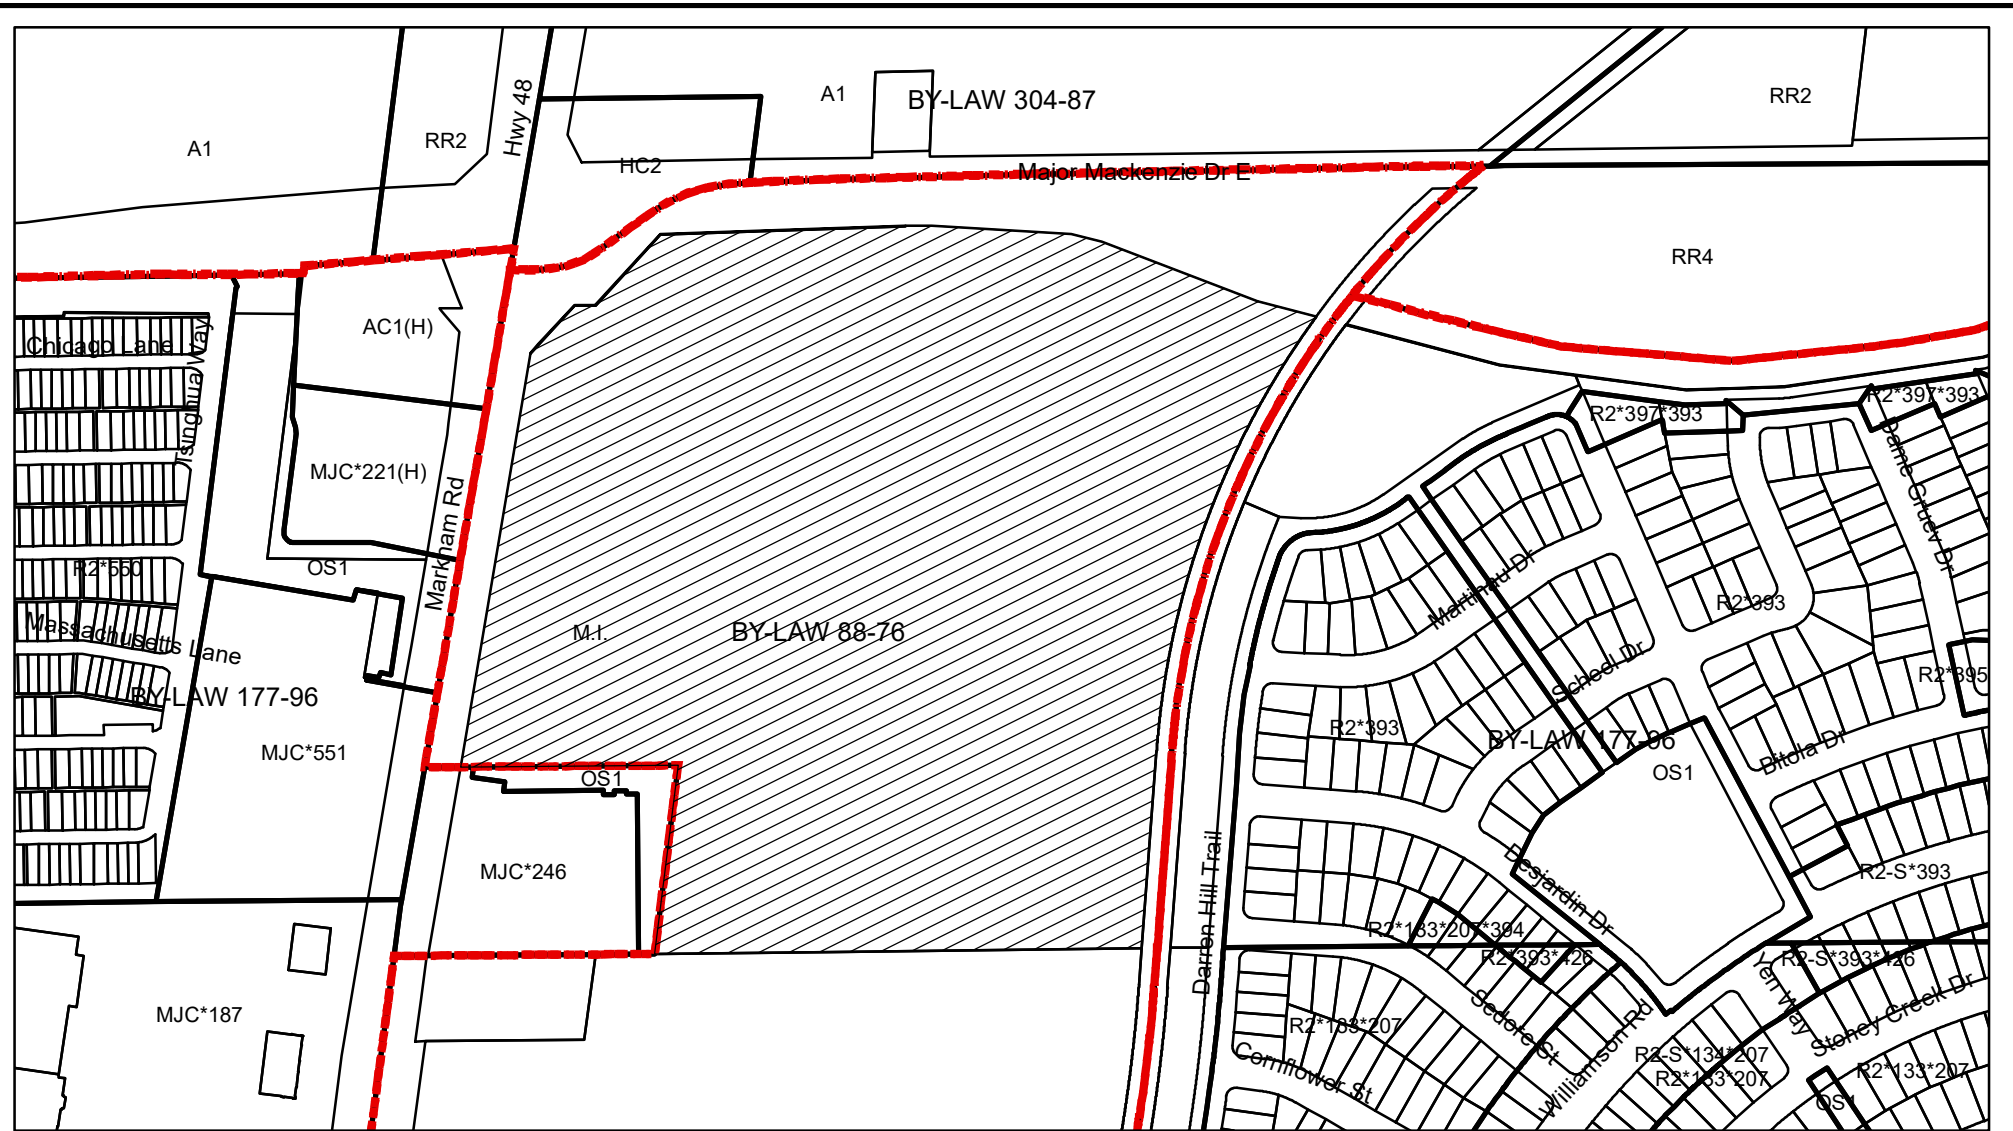 Hwy 48
A1
BY-LAW 304-87
RR2
RR2
A1
HC2
Major Mackenzie Dr E
RR4
AC1(H)
Chicago Lane
Tsinghua Way
R2*397*393
R2*397*393
Dame Gruev Dr
MJC*221(H)
Markham Rd
R2*550
OS1
Martinau Dr
R2*393
Massachusetts Lane
M.I.
BY-LAW 88-76
Schedl Dr
R2*395
BY-LAW 177-96
R2*393
BY-LAW 177-96
Bitola Dr
MJC*551
OS1
OS1
MJC*246
Darren Hill Trail
Desjardin Dr
R2-S*393
R2*133*207*394
R2*393*426
R2-S*393*426
Yen Way
MJC*187
R2*133*207
Sedore St
Williamson Rd
Stoney Creek Dr
Cornflower St
R2-S*134*207
R2*133*207
R2*133*207
OS1